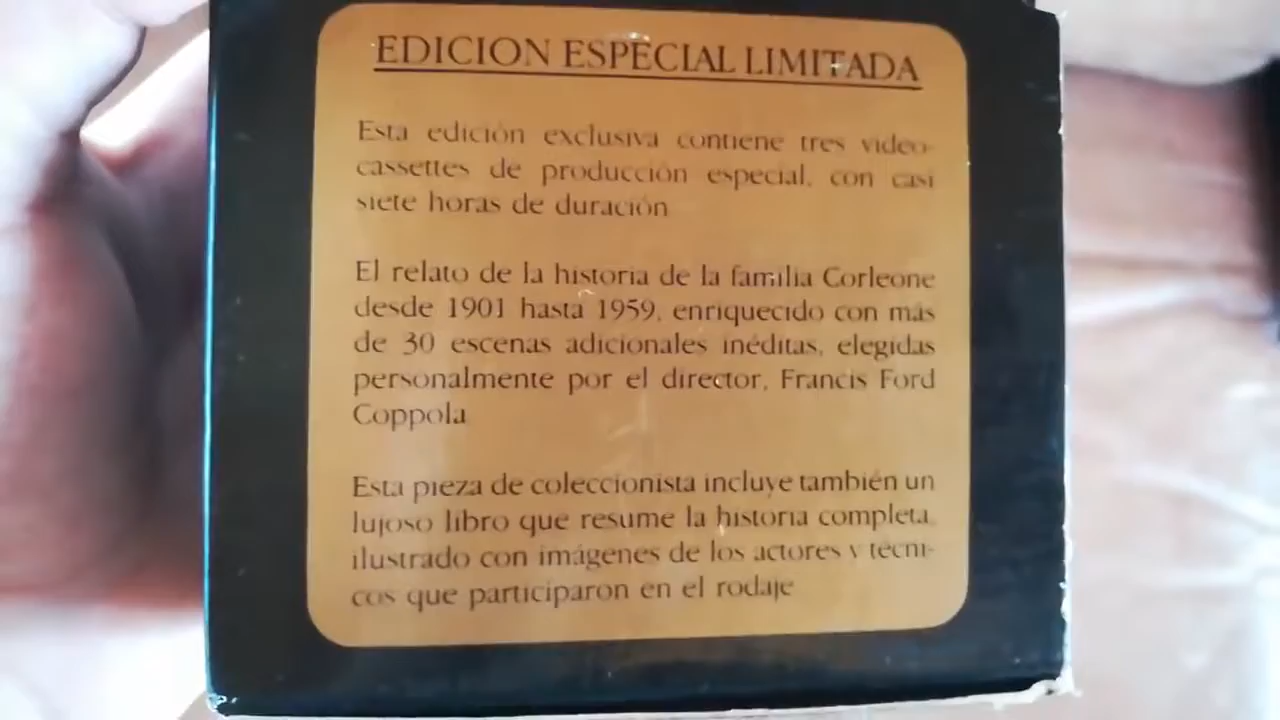 EDICION ESPECIAL LIMITADA
Esta edición exclusiva contiene tres video-
cassettes de producción especial, con casi
siete horas de duración
El relato de la historia de la familia Corleone
desde 1901 hasta 1959, enriquecido con más
de 30 escenas adicionales inéditas, elegidas
personalmente por el director, Francis Ford
Coppola
Esta pieza de coleccionista incluye también un
lujoso libro que resume la historia completa,
ilustrado con imágenes de los actores y técni-
cos que participaron en el rodaje